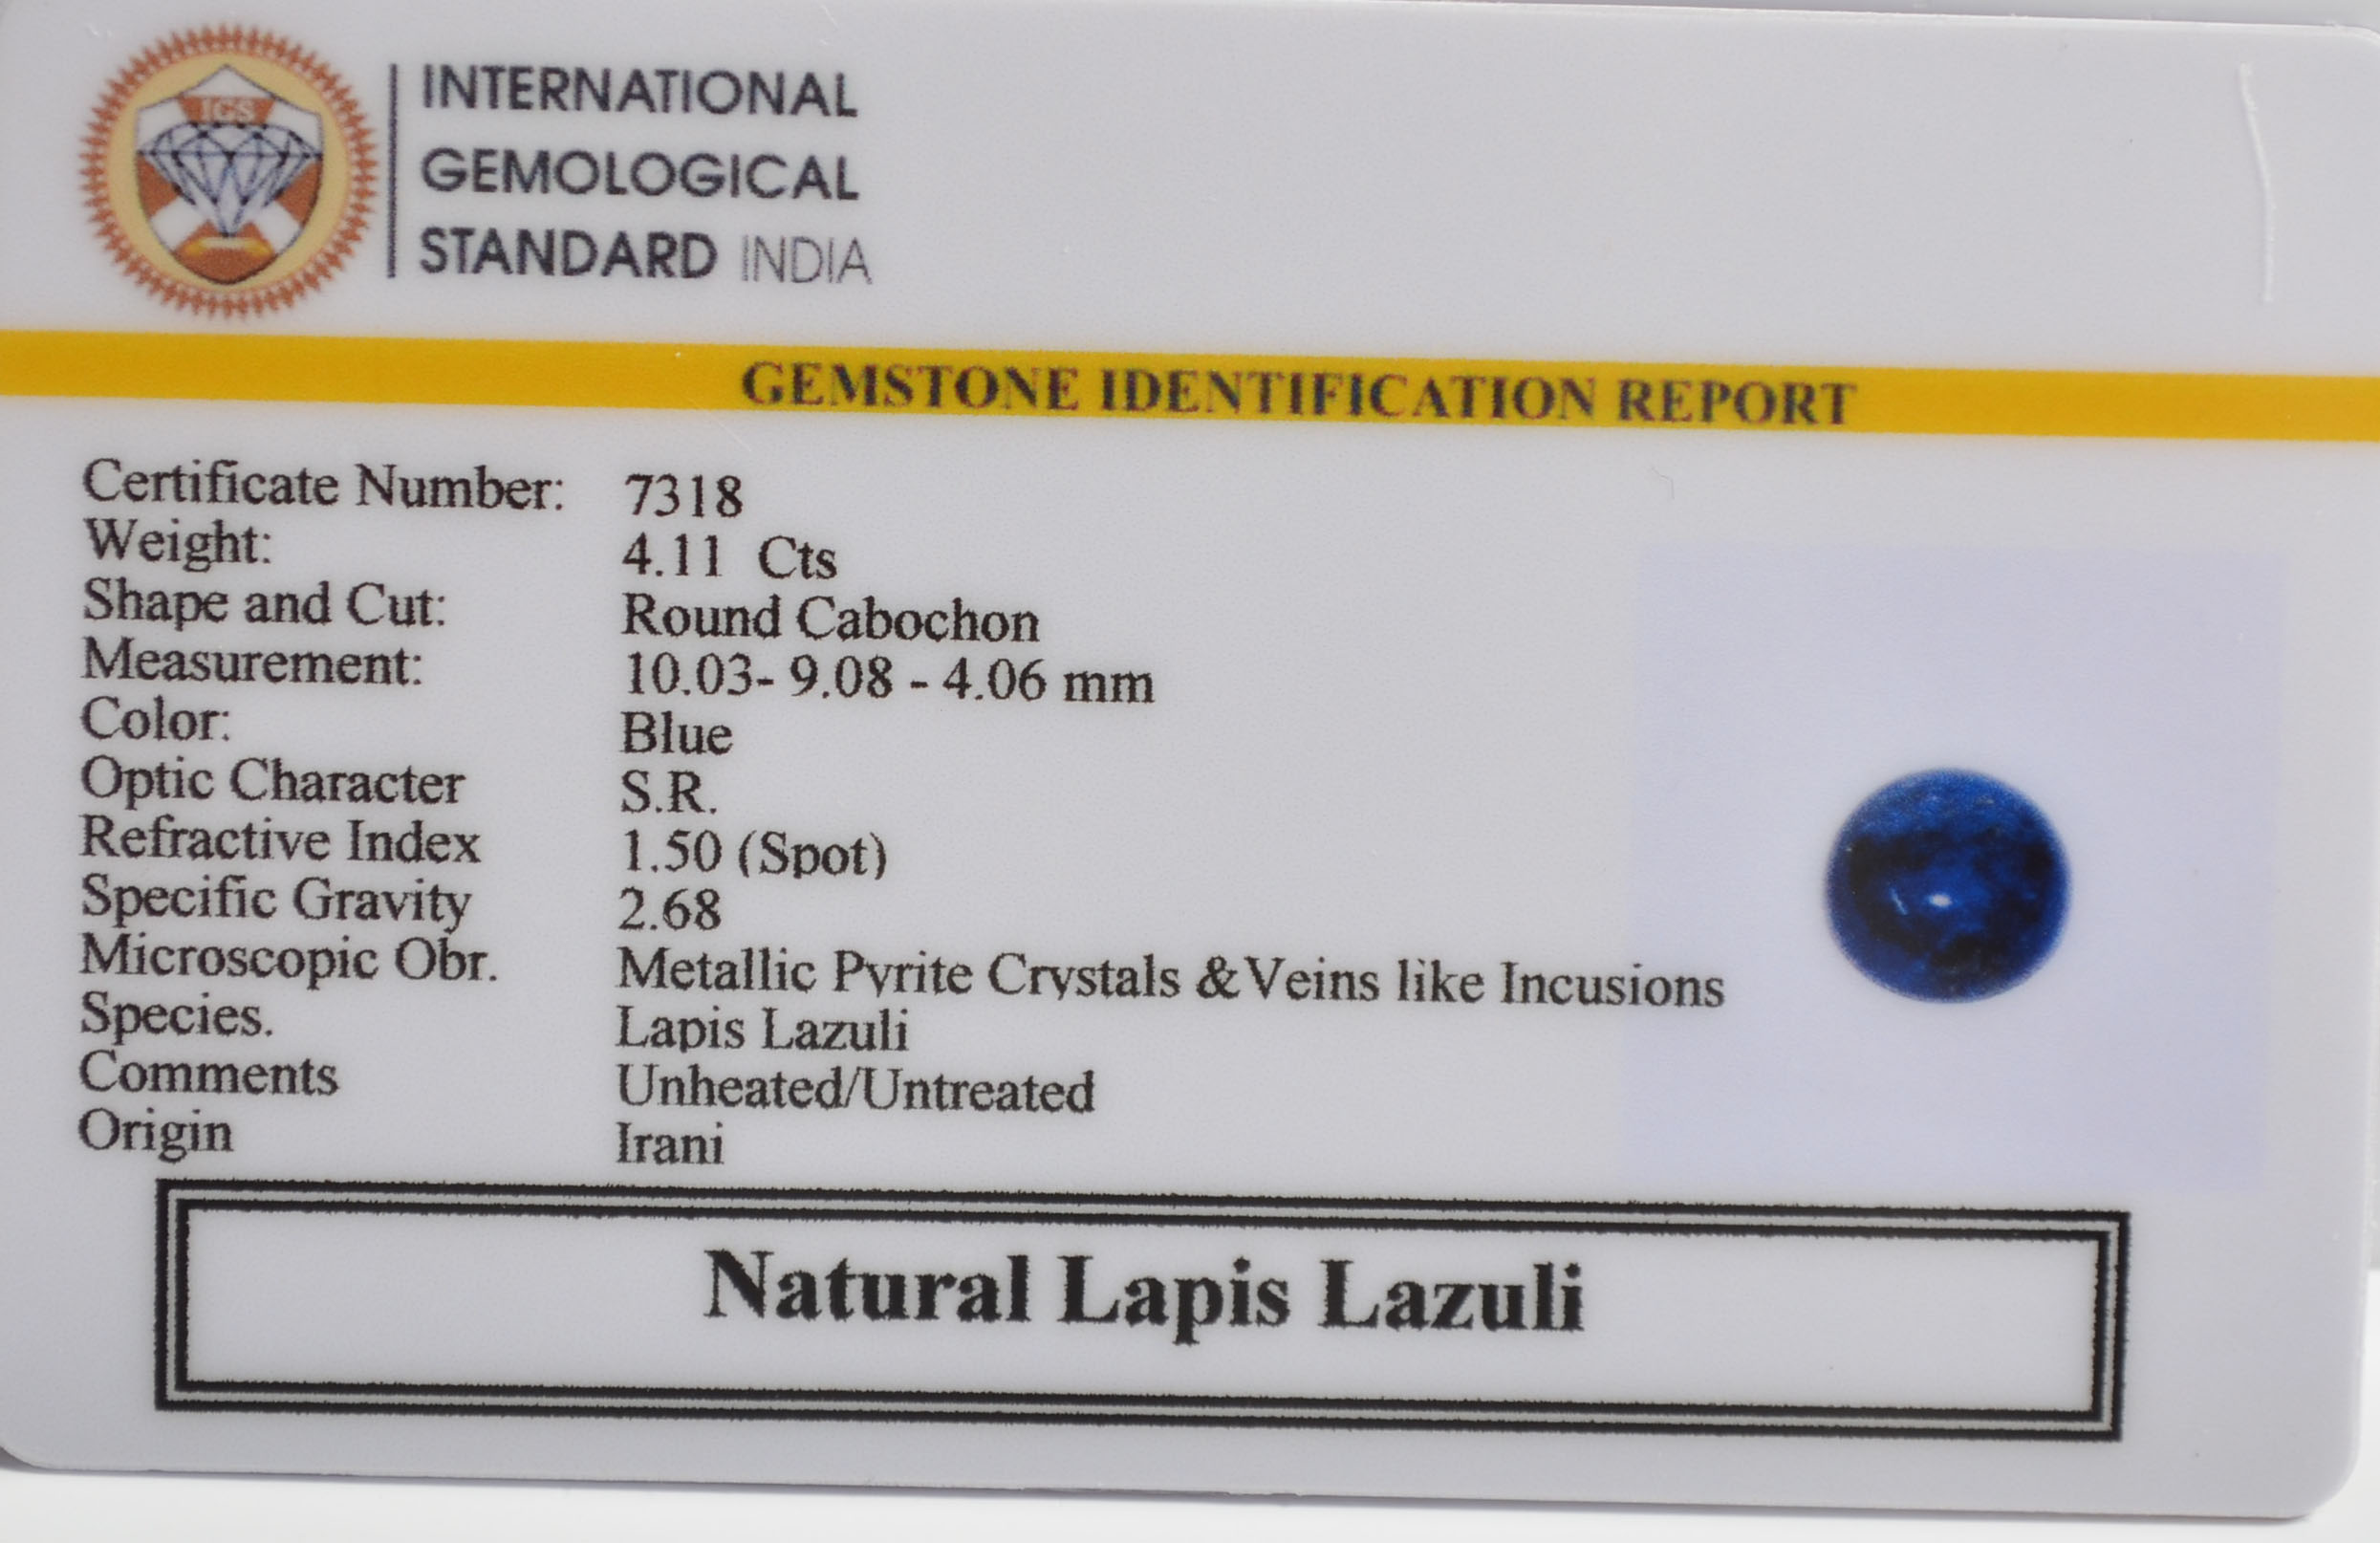 IGS
INTERNATIONAL
GEMOLOGICAL
STANDARD INDIA
GEMSTONE IDENTIFICATION REPORT
Certificate Number: 7318
Weight: 4.11 Cts
Shape and Cut: Round Cabochon
Measurement: 10.03- 9.08 - 4.06 mm
Color: Blue
Optic Character S.R.
Refractive Index 1.50 (Spot)
Specific Gravity 2.68
Microscopic Obr. Metallic Pyrite Crystals &Veins like Incusions
Species. Lapis Lazuli
Comments Unheated/Untreated
Origin Irani
Natural Lapis Lazuli